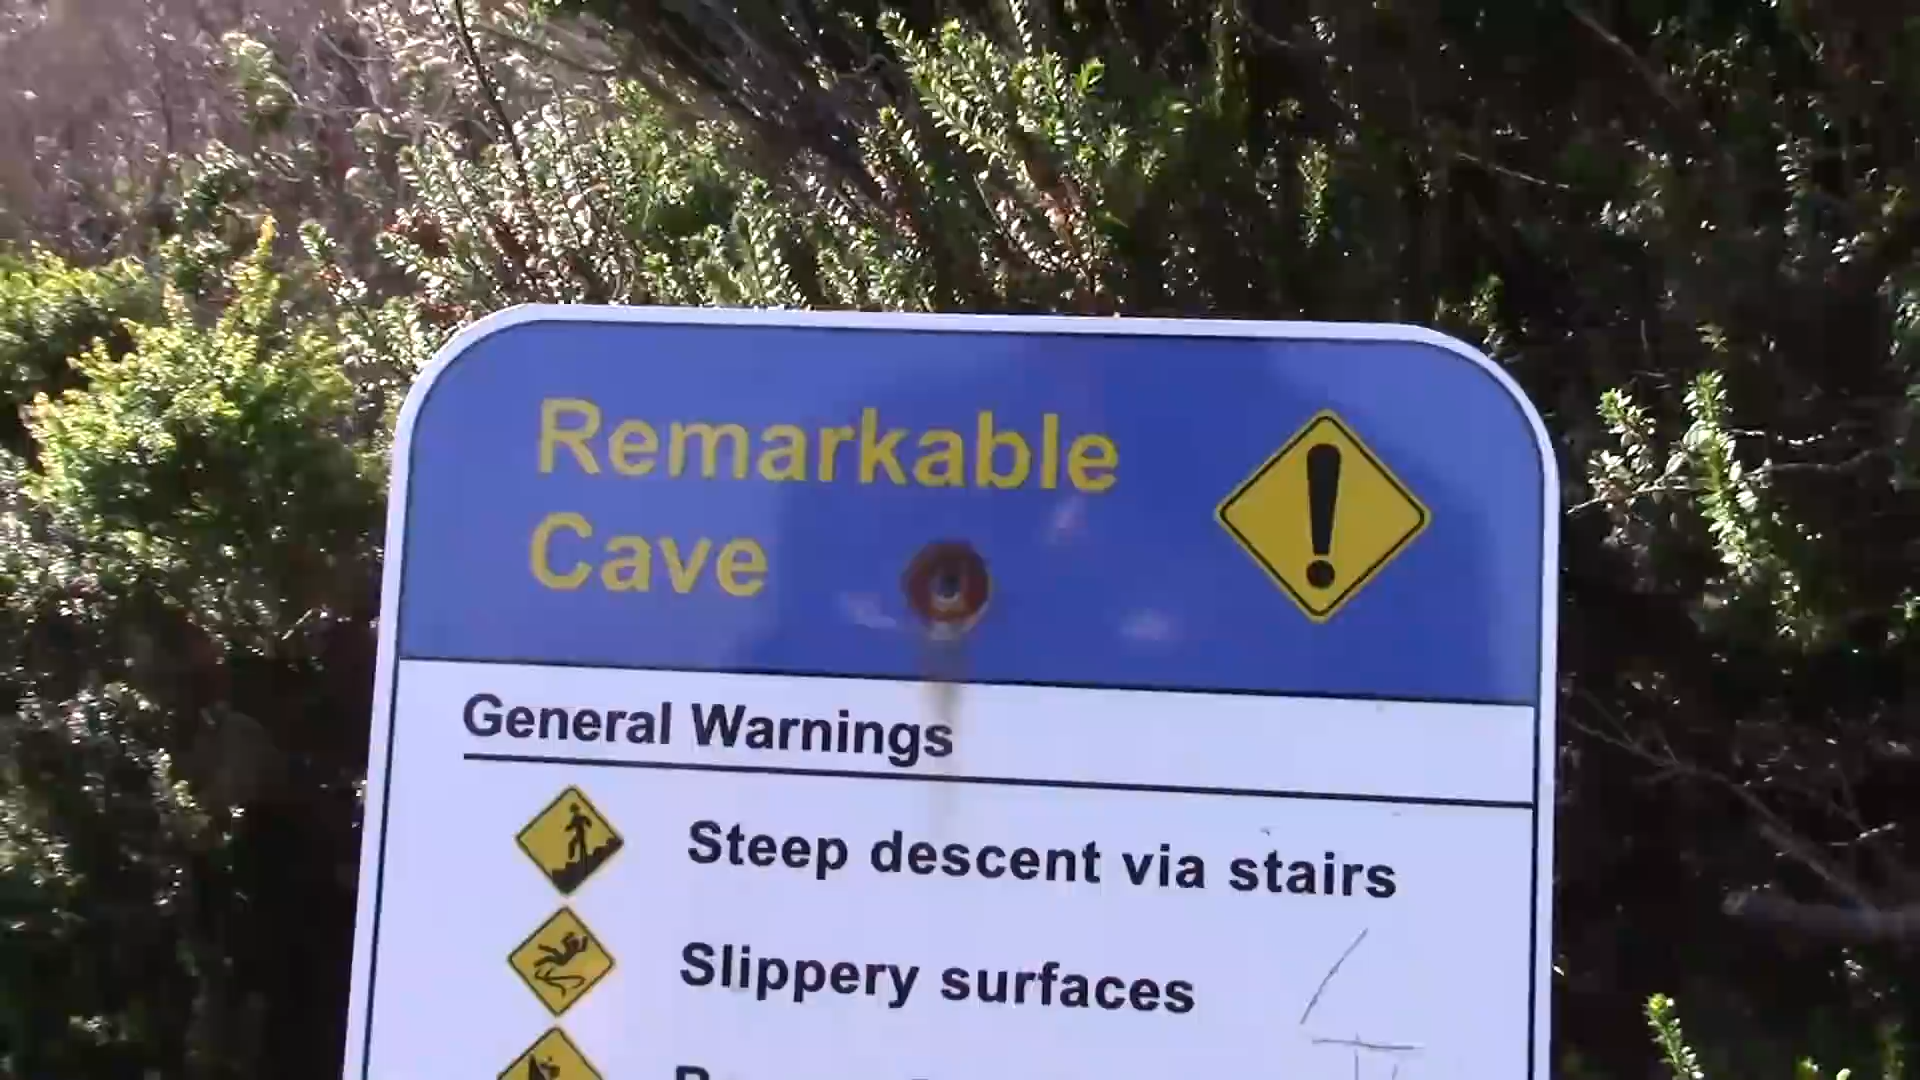 Remarkable
Cave
General Warnings
Steep descent via stairs
Slippery surfaces